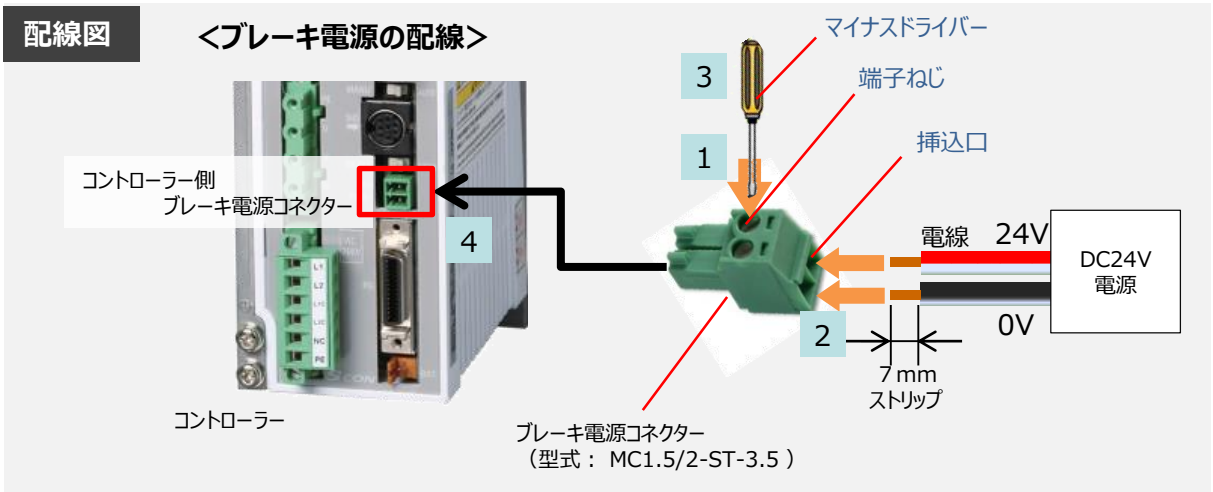 配線図
<ブレーキ電源の配線>
マイナスドライバー
3
端子ねじ
1
挿込口
コントローラー側
ブレーキ電源コネクター
4
電線 24V
DC24V
電源
0V
2
7mm
ストリップ
L1
L2
NC
PE
コントローラー
ブレーキ電源コネクター
(型式: MC1.5/2-ST-3.5 )